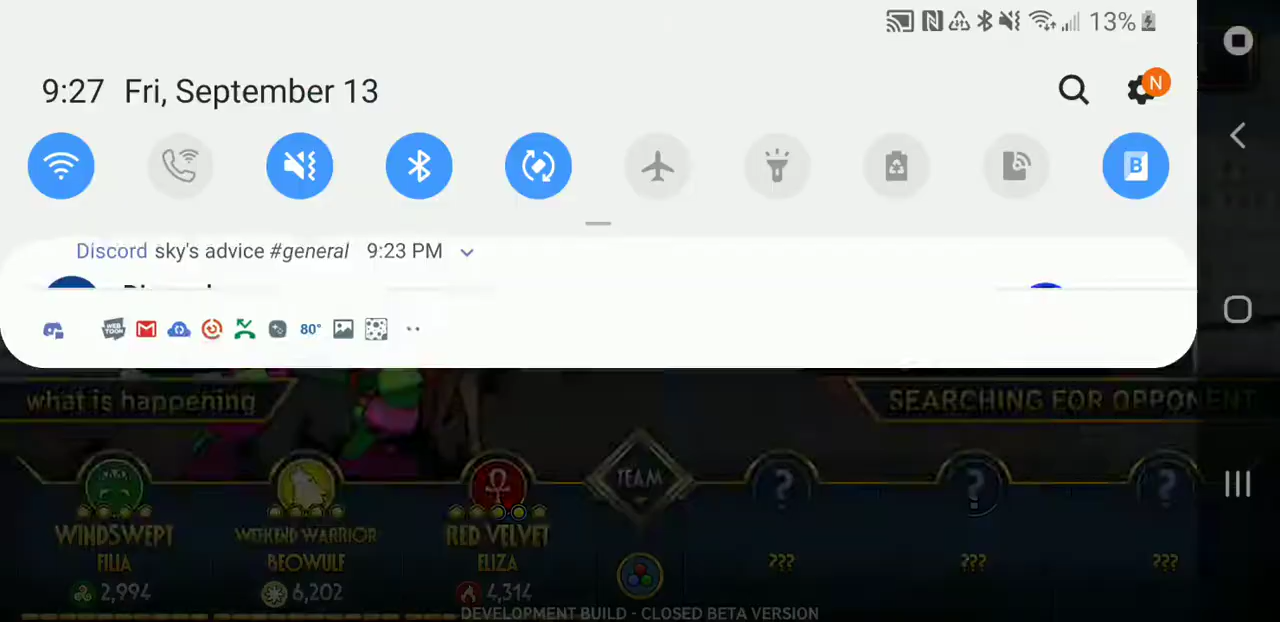 13%
9:27 Fri, September 13
N
B
Discord sky's advice #general 9:23 PM
WEB TOON 80°
what is happening
SEARCHING FOR OPPONENT
TEAM
? ? ?
WINDSWEPT WEEKEND WARRIOR RED VELVET
FILIA BEOWULF ELIZA ??? ??? ???
2,994 6,202 4,314
DEVELOPMENT BUILD - CLOSED BETA VERSION